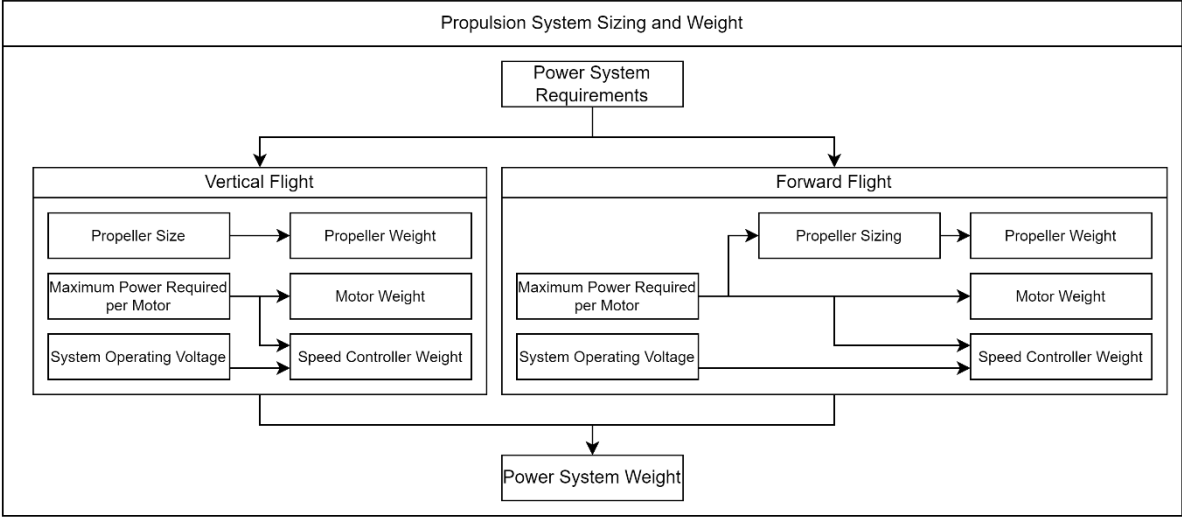 Propulsion System Sizing and Weight
Power System
Requirements
Vertical Flight
Propeller Size
Propeller Weight
Maximum Power Required
per Motor
Motor Weight
System Operating Voltage
Speed Controller Weight
Forward Flight
Propeller Sizing
Propeller Weight
Maximum Power Required
per Motor
Motor Weight
System Operating Voltage
Speed Controller Weight
Power System Weight